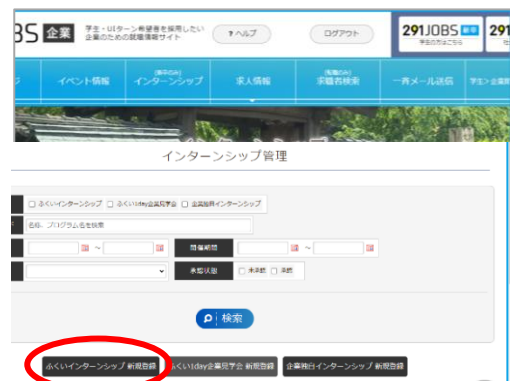 BS 企業 学生・UIターン希望者を採用したい
企業のための就職情報サイト
? ヘルプ
ログアウト
291JOBS
学生の方はこちら
291
イベント情報
インターンシップ
求人情報
求職者検索
一斉メール送信
インターンシップ管理
ふくいインターンシップ ふくい1day企業見学会 企業独自インターンシップ
名称、プログラム名を検索
~
開催期間
~
承認状態
未承認 承認
検索
ふくいインターンシップ 新規登録
ふくい1day企業見学会 新規登録
企業独自インターンシップ 新規登録